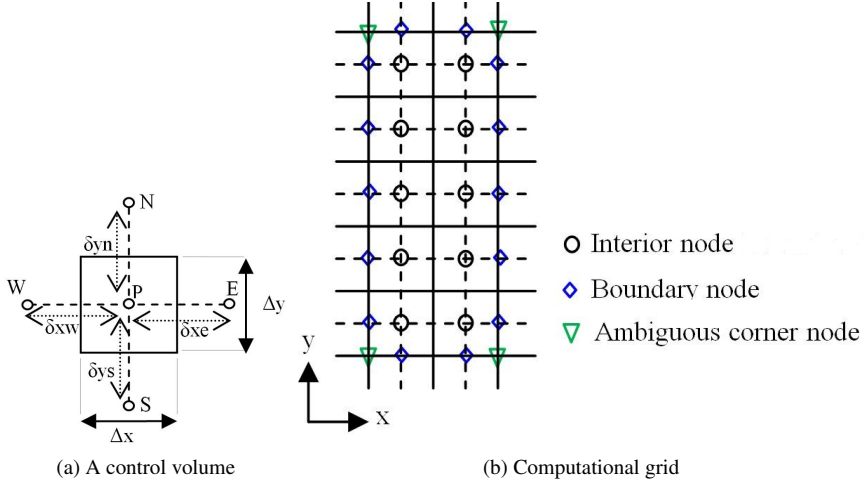 N
δyn
W
P
E
Δy
δxw
δxe
δys
S
Δx
(a) A control volume
y
x
Interior node
Boundary node
Ambiguous corner node
(b) Computational grid